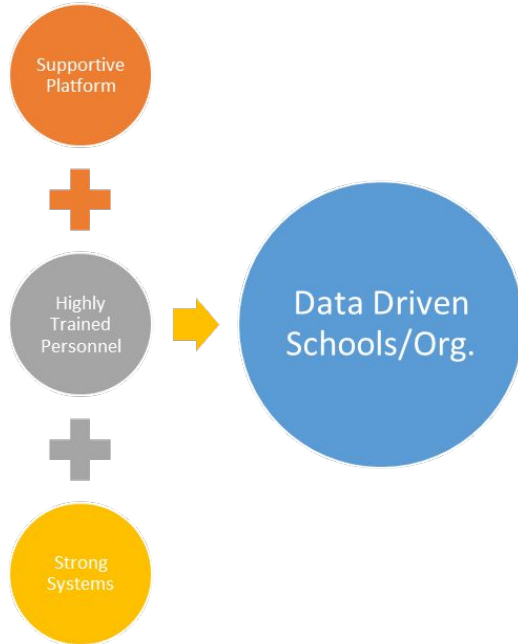 Supportive
Platform
Highly
Trained
Personnel
Data Driven
Schools/Org.
Strong
Systems